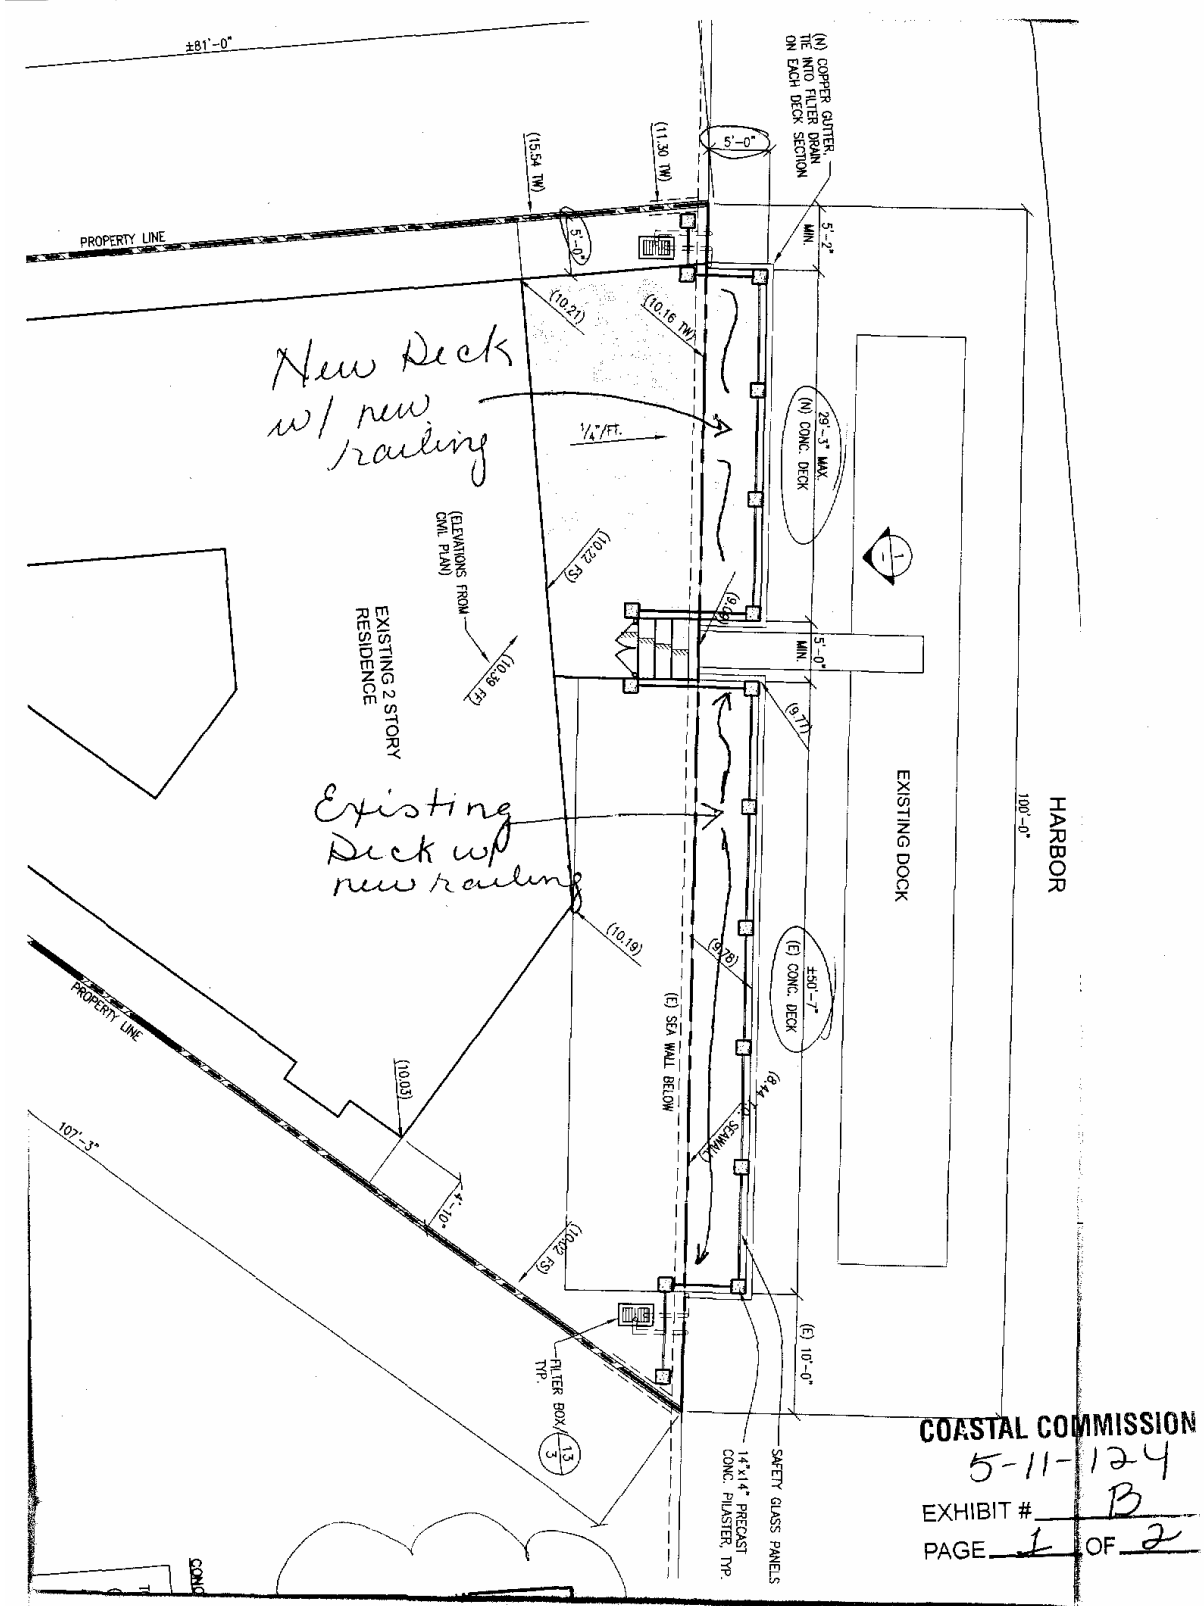 ±81'-0"
(N) COPPER GUTTER,
TIE INTO FILTER DRAIN
ON EACH DECK SECTION
5'-0"
(11.30 TW)
(15.54 TW)
PROPERTY LINE
5'-0"
5'-2"
MIN.
(10.21)
(10.16 TW)
New Deck
w/ new
railing
1/4"/FT.
29'-3" MAX.
(N) CONC. DECK
(ELEVATIONS FROM
CIVIL PLAN)
(10.22 FS)
1
-
EXISTING 2 STORY
RESIDENCE
(10.39 FF)
5'-0"
MIN.
(9.77)
EXISTING DOCK
100'-0"
HARBOR
Existing
Deck w/
new railing
(10.19)
(9.78)
±50'-7"
(E) CONC. DECK
(E) SEA WALL BELOW
PROPERTY LINE
(10.03)
(8.44 T.O.
SEAWALL)
107'-3"
4'-10"
(10.02 FS)
(E) 10'-0"
FILTER BOX/
TYP.
13
3
SAFETY GLASS PANELS
14"x14" PRECAST
CONC. PILASTER, TYP.
COASTAL COMMISSION
5-11-124
EXHIBIT # B
PAGE 1 OF 2
CONC